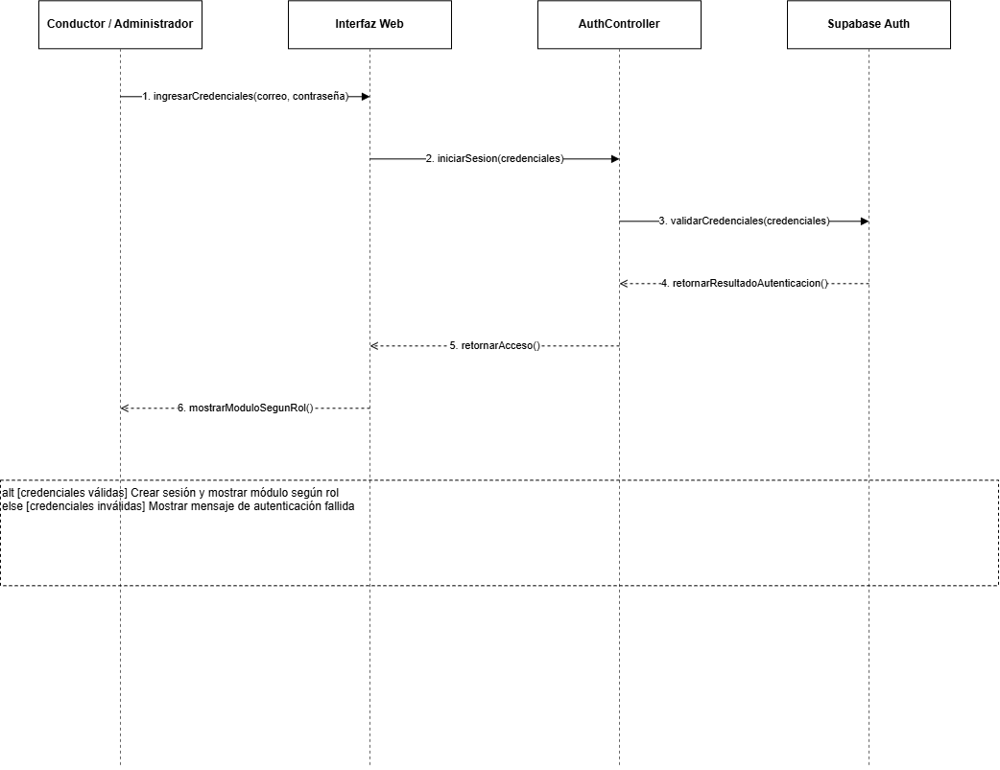 Conductor / Administrador
Interfaz Web
AuthController
Supabase Auth
1. ingresarCredenciales(correo, contraseña)
2. iniciarSesion(credenciales)
3. validarCredenciales(credenciales)
4. retornarResultadoAutenticacion()
5. retornarAcceso()
6. mostrarModuloSegunRol()
alt [credenciales válidas] Crear sesión y mostrar módulo según rol
else [credenciales inválidas] Mostrar mensaje de autenticación fallida